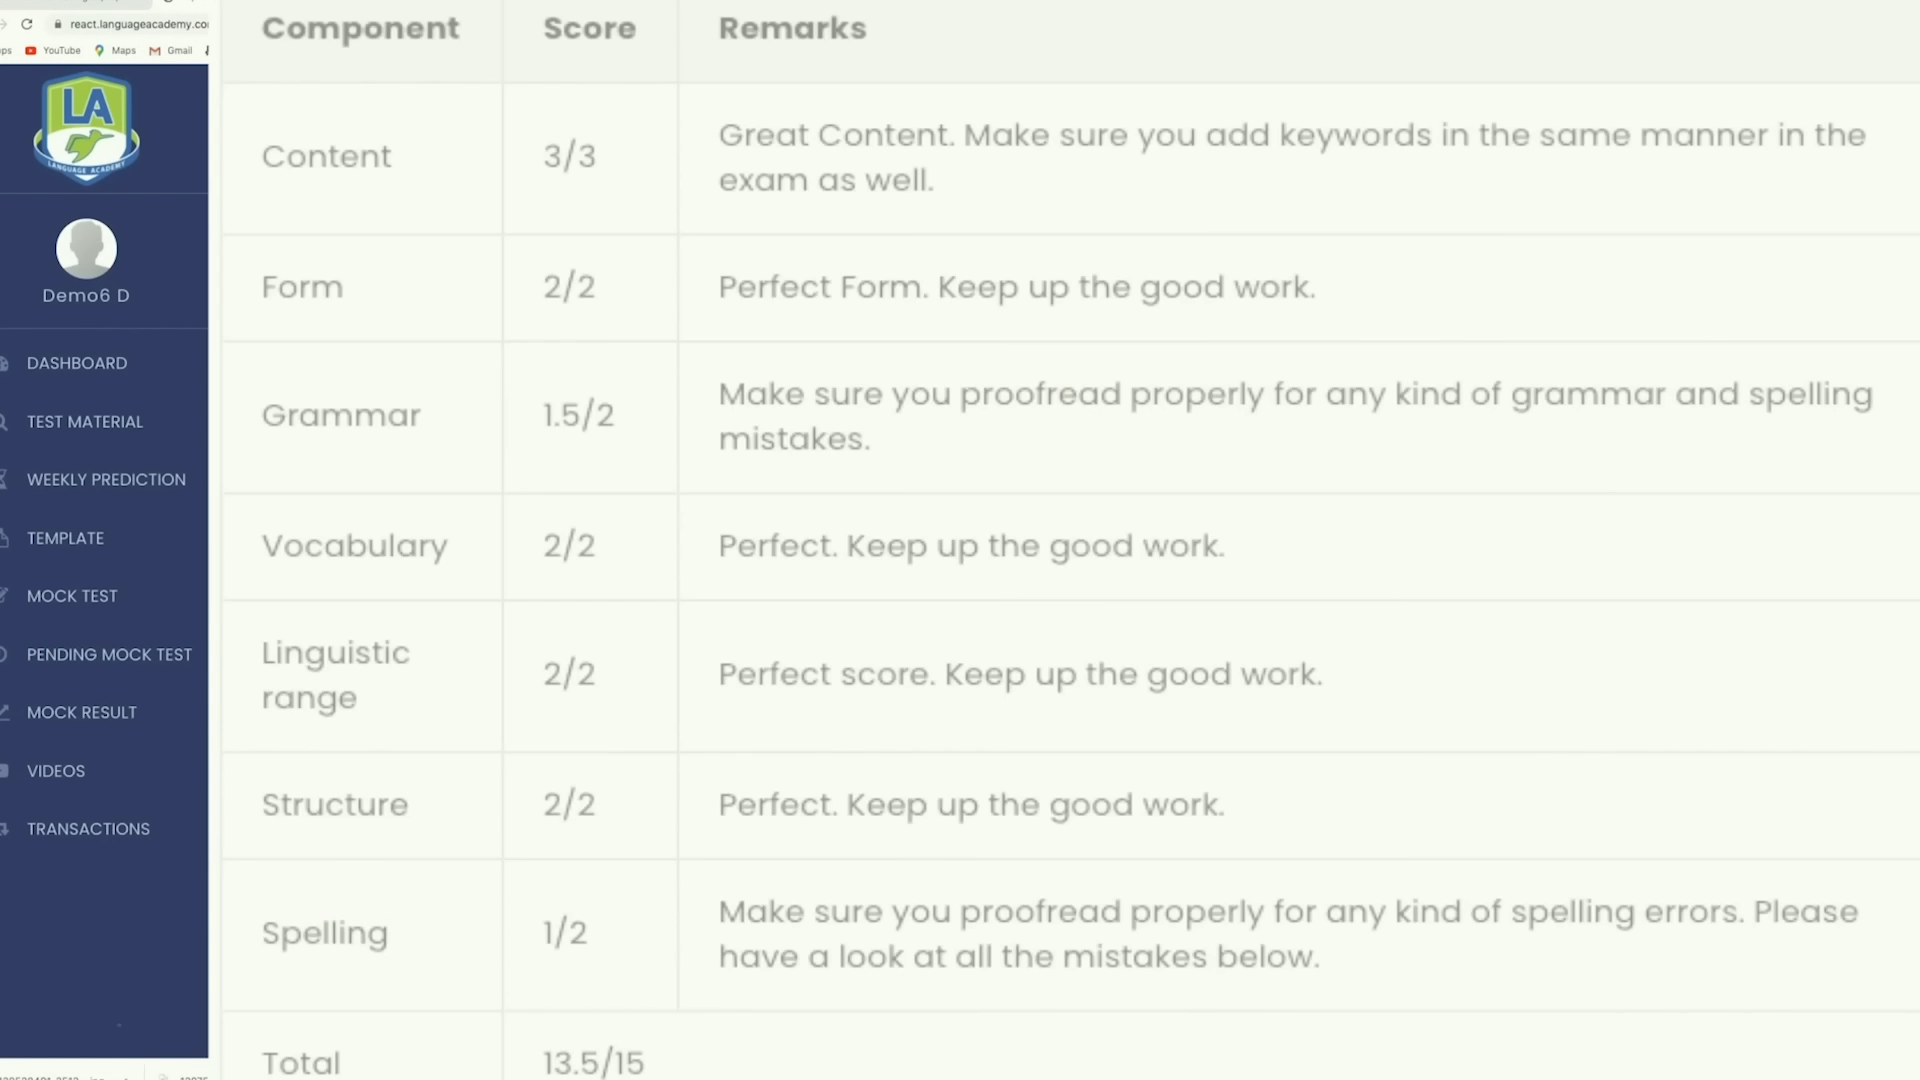 react.languageacademy.co
YouTube Maps Gmail
LA
LANGUAGE ACADEMY
Demo6 D
DASHBOARD
TEST MATERIAL
WEEKLY PREDICTION
TEMPLATE
MOCK TEST
PENDING MOCK TEST
MOCK RESULT
VIDEOS
TRANSACTIONS
Component Score Remarks
Content 3/3 Great Content. Make sure you add keywords in the same manner in the
exam as well.
Form 2/2 Perfect Form. Keep up the good work.
Grammar 1.5/2 Make sure you proofread properly for any kind of grammar and spelling
mistakes.
Vocabulary 2/2 Perfect. Keep up the good work.
Linguistic
range 2/2 Perfect score. Keep up the good work.
Structure 2/2 Perfect. Keep up the good work.
Spelling 1/2 Make sure you proofread properly for any kind of spelling errors. Please
have a look at all the mistakes below.
Total 13.5/15